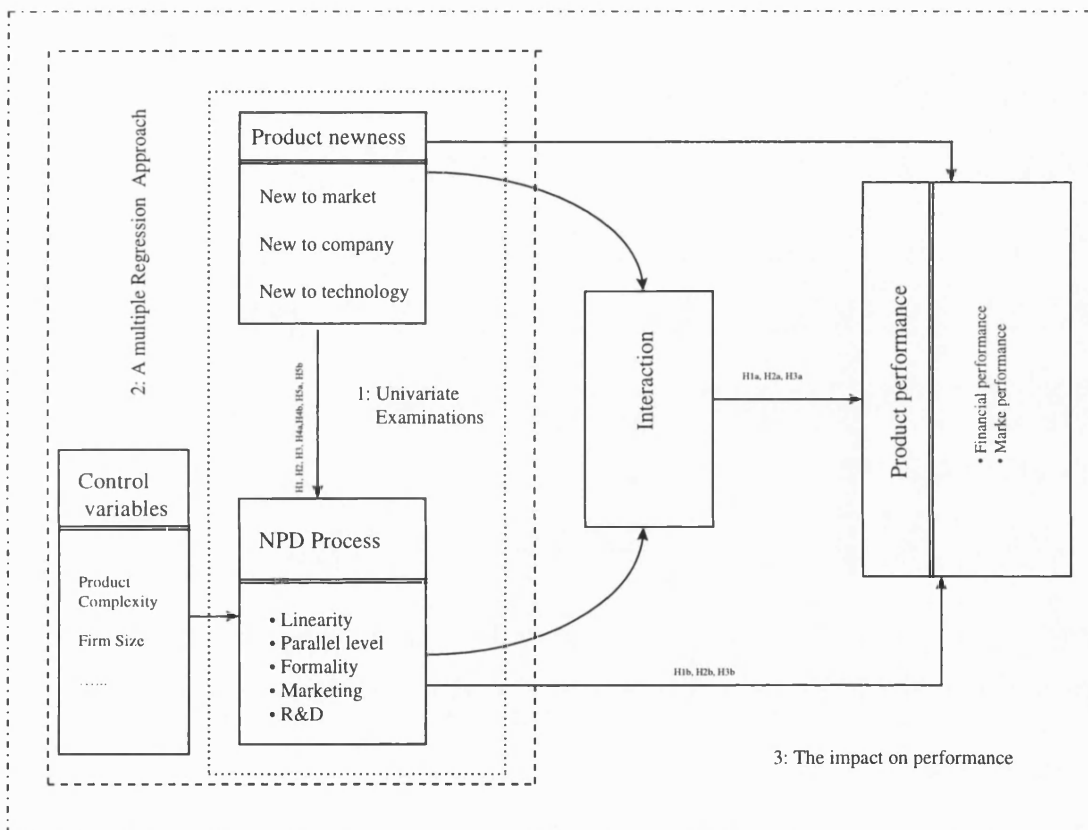 2: A multiple Regression Approach
Product newness
New to market
New to company
New to technology
H1, H2, H3, H4a,H4b, H5a, H5b
1: Univariate
Examinations
Control
variables
Product
Complexity
Firm Size
......
NPD Process
• Linearity
• Parallel level
• Formality
• Marketing
• R&D
Interaction
H1a, H2a, H3a
H1b, H2b, H3b
Product performance
• Financial performance
• Marke performance
3: The impact on performance